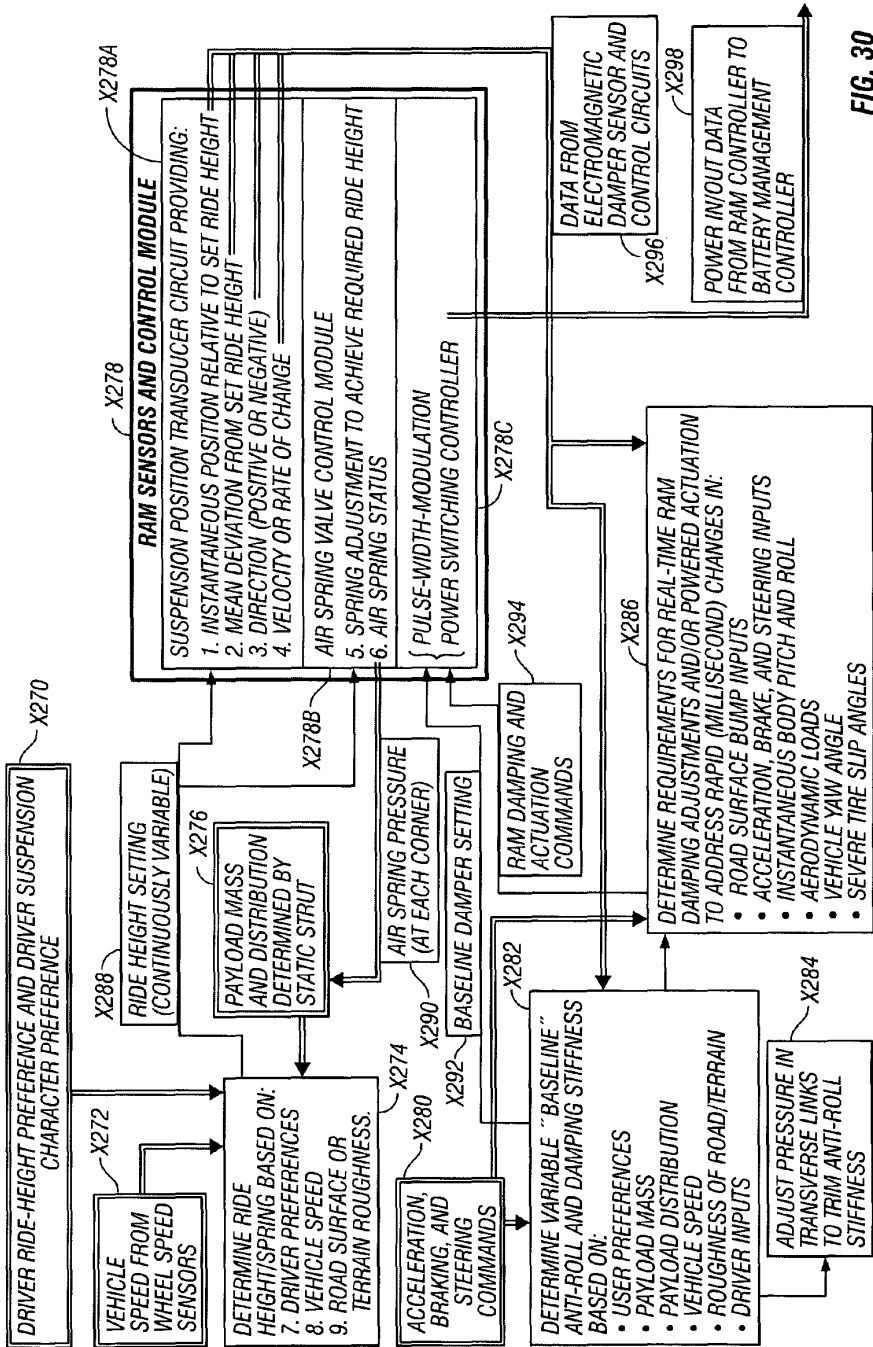 X270
DRIVER RIDE-HEIGHT PREFERENCE AND DRIVER SUSPENSION
CHARACTER PREFERENCE
X272
VEHICLE
SPEED FROM
WHEEL SPEED
SENSORS
X288
RIDE HEIGHT SETTING
(CONTINUOUSLY VARIABLE)
X278
RAM SENSORS AND CONTROL MODULE
X278A
SUSPENSION POSITION TRANSDUCER CIRCUIT PROVIDING:
1. INSTANTANEOUS POSITION RELATIVE TO SET RIDE HEIGHT
2. MEAN DEVIATION FROM SET RIDE HEIGHT
3. DIRECTION (POSITIVE OR NEGATIVE)
4. VELOCITY OR RATE OF CHANGE
X278B
AIR SPRING VALVE CONTROL MODULE
5. SPRING ADJUSTMENT TO ACHIEVE REQUIRED RIDE HEIGHT
6. AIR SPRING STATUS
X278C
PULSE-WIDTH-MODULATION
POWER SWITCHING CONTROLLER
X276
PAYLOAD MASS
AND DISTRIBUTION
DETERMINED BY
STATIC STRUT
X274
DETERMINE RIDE
HEIGHT/SPRING BASED ON:
7. DRIVER PREFERENCES
8. VEHICLE SPEED
9. ROAD SURFACE OR
TERRAIN ROUGHNESS.
X290
AIR SPRING PRESSURE
(AT EACH CORNER)
X292
BASELINE DAMPER SETTING
X294
RAM DAMPING AND
ACTUATION
COMMANDS
X280
ACCELERATION,
BRAKING, AND
STEERING
COMMANDS
X282
DETERMINE VARIABLE "BASELINE"
ANTI-ROLL AND DAMPING STIFFNESS
BASED ON:
• USER PREFERENCES
• PAYLOAD MASS
• PAYLOAD DISTRIBUTION
• VEHICLE SPEED
• ROUGHNESS OF ROAD/TERRAIN
• DRIVER INPUTS
X284
ADJUST PRESSURE IN
TRANSVERSE LINKS
TO TRIM ANTI-ROLL
STIFFNESS
X286
DETERMINE REQUIREMENTS FOR REAL-TIME RAM
DAMPING ADJUSTMENTS AND/OR POWERED ACTUATION
TO ADDRESS RAPID (MILLISECOND) CHANGES IN:
• ROAD SURFACE BUMP INPUTS
• ACCELERATION, BRAKE, AND STEERING INPUTS
• INSTANTANEOUS BODY PITCH AND ROLL
• AERODYNAMIC LOADS
• VEHICLE YAW ANGLE
• SEVERE TIRE SLIP ANGLES
X296
DATA FROM
ELECTROMAGNETIC
DAMPER SENSOR AND
CONTROL CIRCUITS
X298
POWER IN/OUT DATA
FROM RAM CONTROLLER TO
BATTERY MANAGEMENT
CONTROLLER
FIG. 30